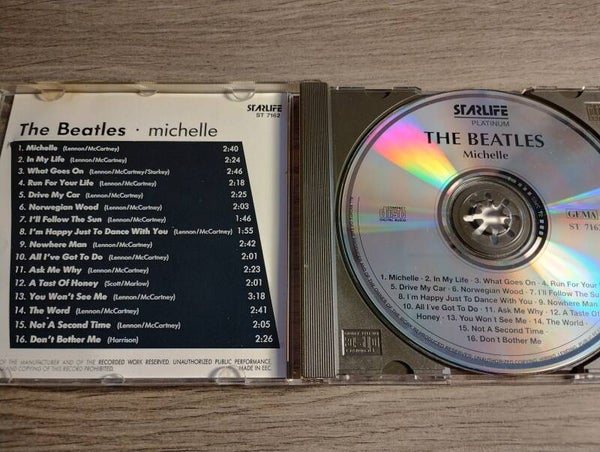 STARLIFE
ST 7162
The Beatles · michelle
1. Michelle (Lennon/McCartney) 2:40
2. In My Life (Lennon/McCartney) 2:24
3. What Goes On (Lennon/McCartney/Starkey) 2:46
4. Run For Your Life (Lennon/McCartney) 2:18
5. Drive My Car (Lennon/McCartney) 2:25
6. Norwegian Wood (Lennon/McCartney) 2:02
7. I'll Follow The Sun (Lennon/McCartney) 1:46
8. I'm Happy Just To Dance With You (Lennon/McCartney) 1:55
9. Nowhere Man (Lennon/McCartney) 2:42
10. All I've Got To Do (Lennon/McCartney) 2:01
11. Ask Me Why (Lennon/McCartney) 2:23
12. A Tast Of Honey (Scott/Marlow) 2:01
13. You Won't See Me (Lennon/McCartney) 3:18
14. The Word (Lennon/McCartney) 2:41
15. Not A Second Time (Lennon/McCartney) 2:05
16. Don't Bother Me (Harrison) 2:26
OF THE MANUFACTURER AND OF THE RECORDED WORK RESERVED. UNAUTHORIZED PUBLIC PERFORMANCE
AND COPYING OF THIS RECORD PROHIBITED. MADE IN EEC
STARLIFE
PLATINUM
THE BEATLES
Michelle
COMPACT
disc
DIGITAL AUDIO
GEMA
ST 7162
1. Michelle · 2. In My Life · 3. What Goes On · 4. Run For Your
5. Drive My Car · 6. Norwegian Wood · 7. I'll Follow The Sun
8. I'm Happy Just To Dance With You · 9. Nowhere Man
10. All I've Got To Do · 11. Ask Me Why · 12. A Taste Of
Honey · 13. You Won't See Me · 14. The World ·
15. Not A Second Time ·
16. Don't Bother Me